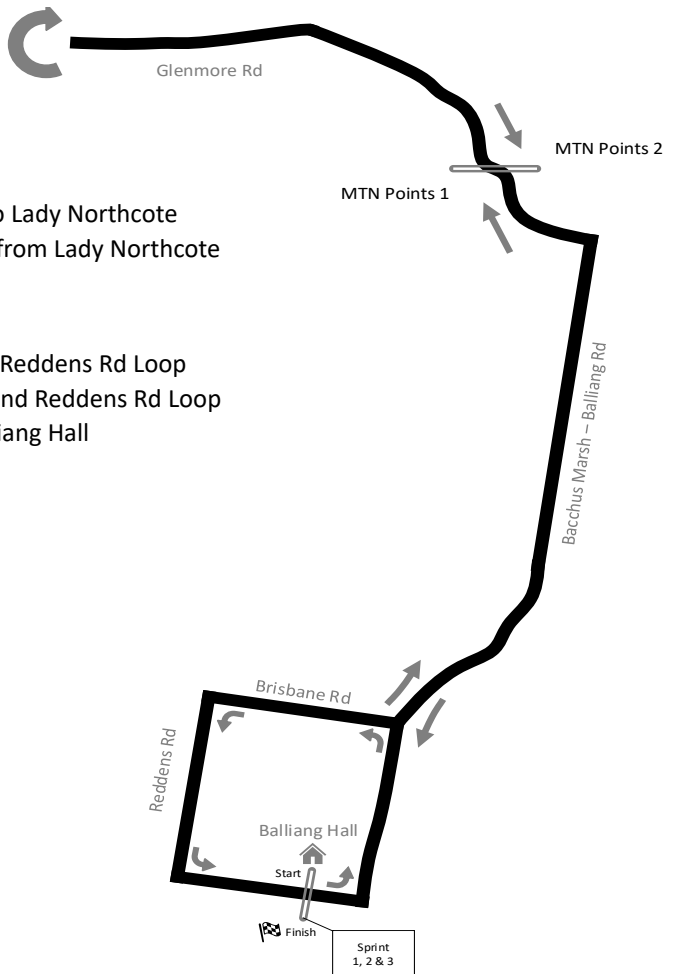 Glenmore Rd
MTN Points 2
MTN Points 1
Lady Northcote
from Lady Northcote
Reddens Rd Loop
nd Reddens Rd Loop
iang Hall
Bacchus Marsh – Balliang Rd
Brisbane Rd
Reddens Rd
Balliang Hall
Start
Finish
Sprint
1, 2 & 3